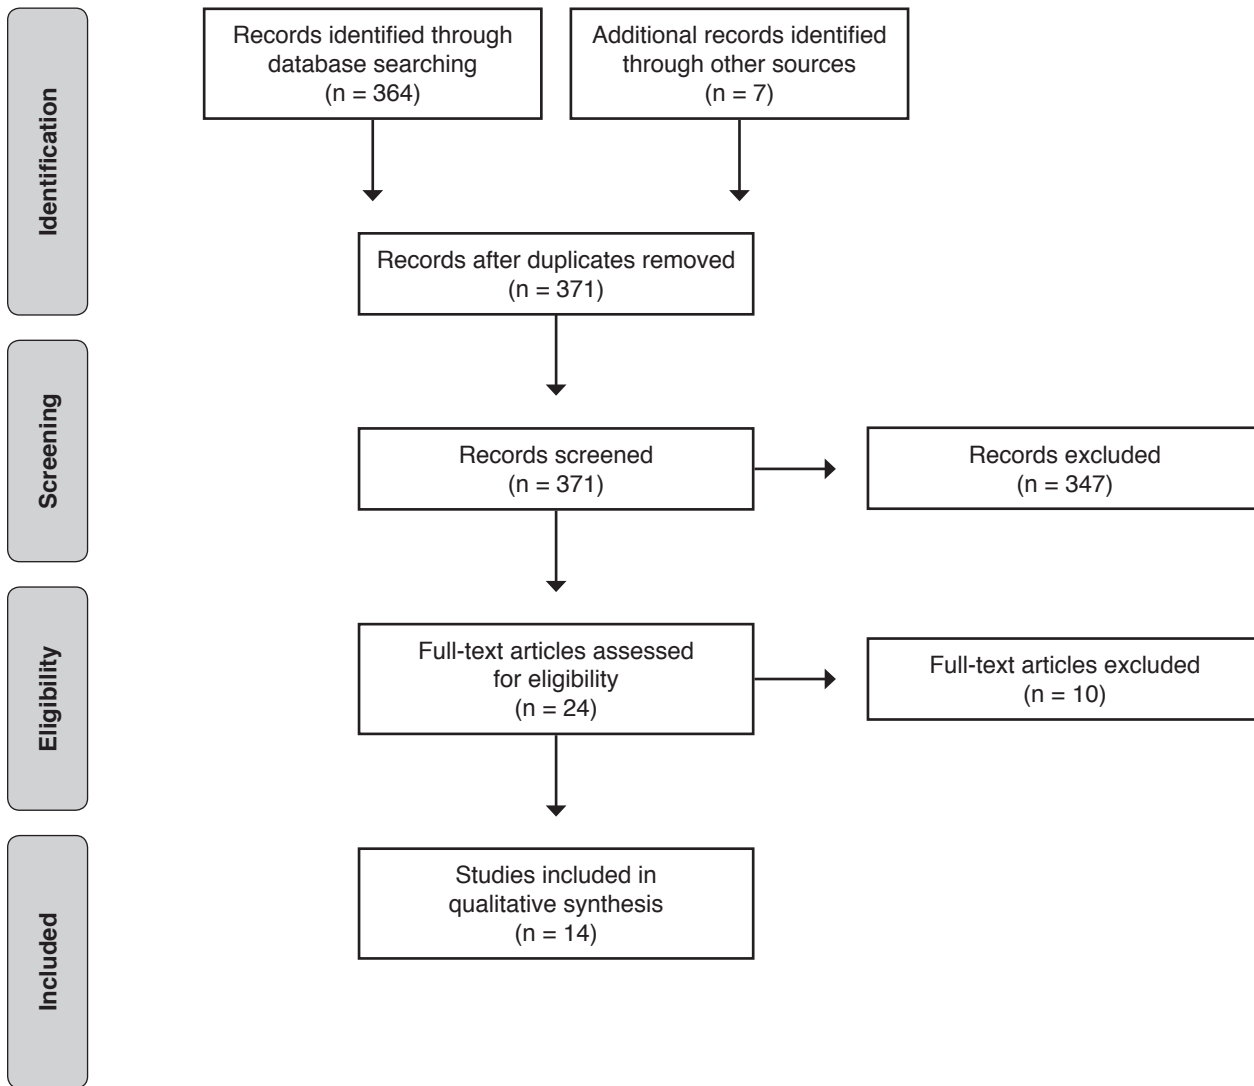 Identification
Records identified through
database searching
(n = 364)
Additional records identified
through other sources
(n = 7)
Records after duplicates removed
(n = 371)
Screening
Records screened
(n = 371)
Records excluded
(n = 347)
Eligibility
Full-text articles assessed
for eligibility
(n = 24)
Full-text articles excluded
(n = 10)
Included
Studies included in
qualitative synthesis
(n = 14)